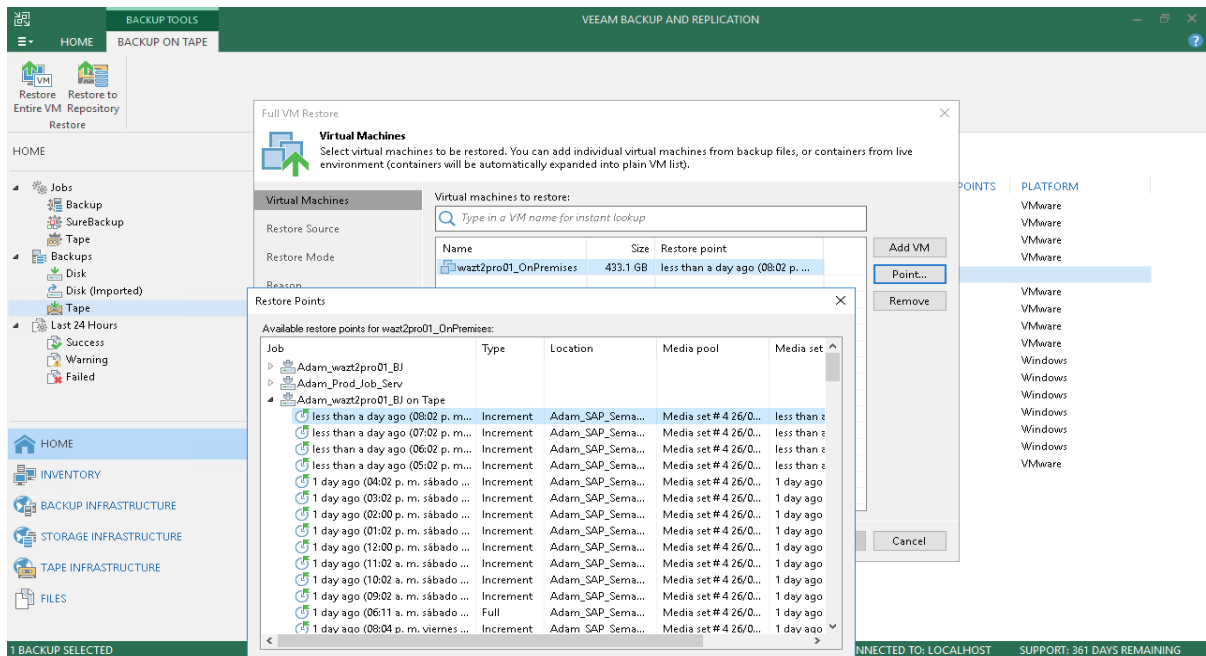 BACKUP TOOLS
VEEAM BACKUP AND REPLICATION
HOME
BACKUP ON TAPE
VM
Restore Entire VM
Restore to Repository
Restore
HOME
Jobs
Backup
SureBackup
Tape
Backups
Disk
Disk (Imported)
Tape
Last 24 Hours
Success
Warning
Failed
HOME
INVENTORY
BACKUP INFRASTRUCTURE
STORAGE INFRASTRUCTURE
TAPE INFRASTRUCTURE
FILES
Full VM Restore
Virtual Machines
Select virtual machines to be restored. You can add individual virtual machines from backup files, or containers from live
environment (containers will be automatically expanded into plain VM list).
Virtual Machines
Restore Source
Restore Mode
Reason
Virtual machines to restore:
Type in a VM name for instant lookup
Name Size Restore point
wazt2pro01_OnPremises 433.1 GB less than a day ago (08:02 p. ...
Add VM
Point...
Remove
Cancel
POINTS PLATFORM
VMware
VMware
VMware
VMware
VMware
VMware
VMware
VMware
Windows
Windows
Windows
Windows
Windows
Windows
VMware
Restore Points
Available restore points for wazt2pro01_OnPremises:
Job Type Location Media pool Media set
Adam_wazt2pro01_BJ
Adam_Prod_Job_Serv
Adam_wazt2pro01_BJ on Tape
less than a day ago (08:02 p. m... Increment Adam_SAP_Sema... Media set # 4 26/0... less than a
less than a day ago (07:02 p. m... Increment Adam_SAP_Sema... Media set # 4 26/0... less than a
less than a day ago (06:02 p. m... Increment Adam_SAP_Sema... Media set # 4 26/0... less than a
less than a day ago (05:02 p. m... Increment Adam_SAP_Sema... Media set # 4 26/0... less than a
1 day ago (04:02 p. m. sábado ... Increment Adam_SAP_Sema... Media set # 4 26/0... 1 day ago
1 day ago (03:02 p. m. sábado ... Increment Adam_SAP_Sema... Media set # 4 26/0... 1 day ago
1 day ago (02:00 p. m. sábado ... Increment Adam_SAP_Sema... Media set # 4 26/0... 1 day ago
1 day ago (01:02 p. m. sábado ... Increment Adam_SAP_Sema... Media set # 4 26/0... 1 day ago
1 day ago (12:00 p. m. sábado ... Increment Adam_SAP_Sema... Media set # 4 26/0... 1 day ago
1 day ago (11:02 a. m. sábado ... Increment Adam_SAP_Sema... Media set # 4 26/0... 1 day ago
1 day ago (10:02 a. m. sábado ... Increment Adam_SAP_Sema... Media set # 4 26/0... 1 day ago
1 day ago (09:02 a. m. sábado ... Increment Adam_SAP_Sema... Media set # 4 26/0... 1 day ago
1 day ago (06:11 a. m. sábado ... Full Adam_SAP_Sema... Media set # 4 26/0... 1 day ago
1 day ago (08:04 p. m. viernes ... Increment Adam_SAP_Sema... Media set # 4 26/0... 1 day ago
1 BACKUP SELECTED
NNECTED TO: LOCALHOST
SUPPORT: 361 DAYS REMAINING